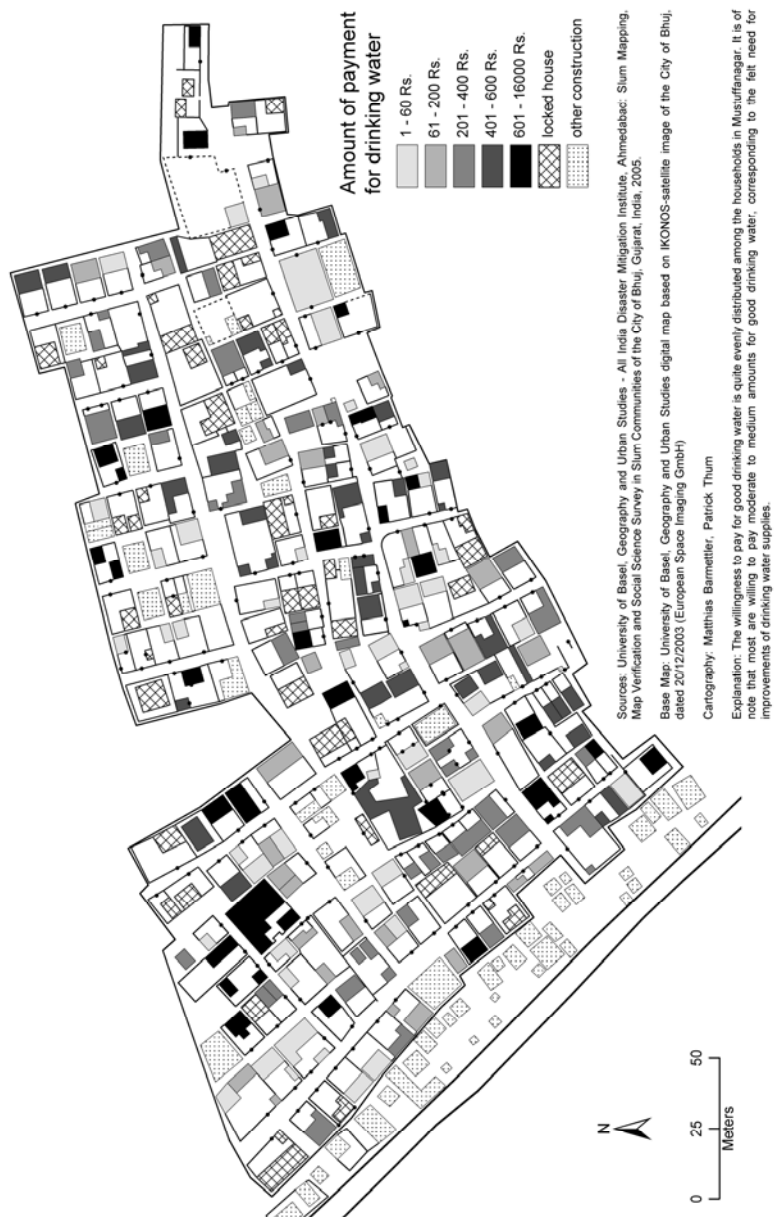 Amount of payment
for drinking water
1 - 60 Rs.
61 - 200 Rs.
201 - 400 Rs.
401 - 600 Rs.
601 - 16000 Rs.
locked house
other construction
Sources: University of Basel, Geography and Urban Studies - All India Disaster Mitigation Institute, Ahmedabac: Slum Mapping,
Map Verification and Social Science Survey in Slum Communities of the City of Bhuj, Gujarat, India, 2005.
Base Map: University of Basel, Geography and Urban Studies digital map based on IKONOS-satellite image of the City of Bhuj,
dated 20/12/2003 (European Space Imaging GmbH)
Cartography: Matthias Barmettler, Patrick Thum
Explanation: The willingness to pay for good drinking water is quite evenly distributed among the households in Mustuffanagar. It is of
note that most are willing to pay moderate to medium amounts for good drinking water, corresponding to the felt need for
improvements of drinking water supplies.
N
0 25 50
Meters